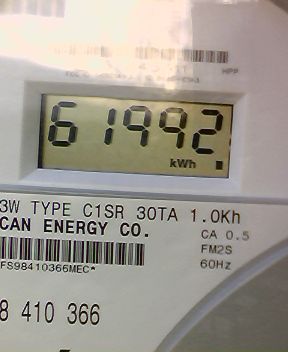 61992
kWh
3W TYPE C1SR 30TA 1.0Kh
CAN ENERGY CO.
CA 0.5
FM2S
60Hz
FS98410366MEC*
8 410 366